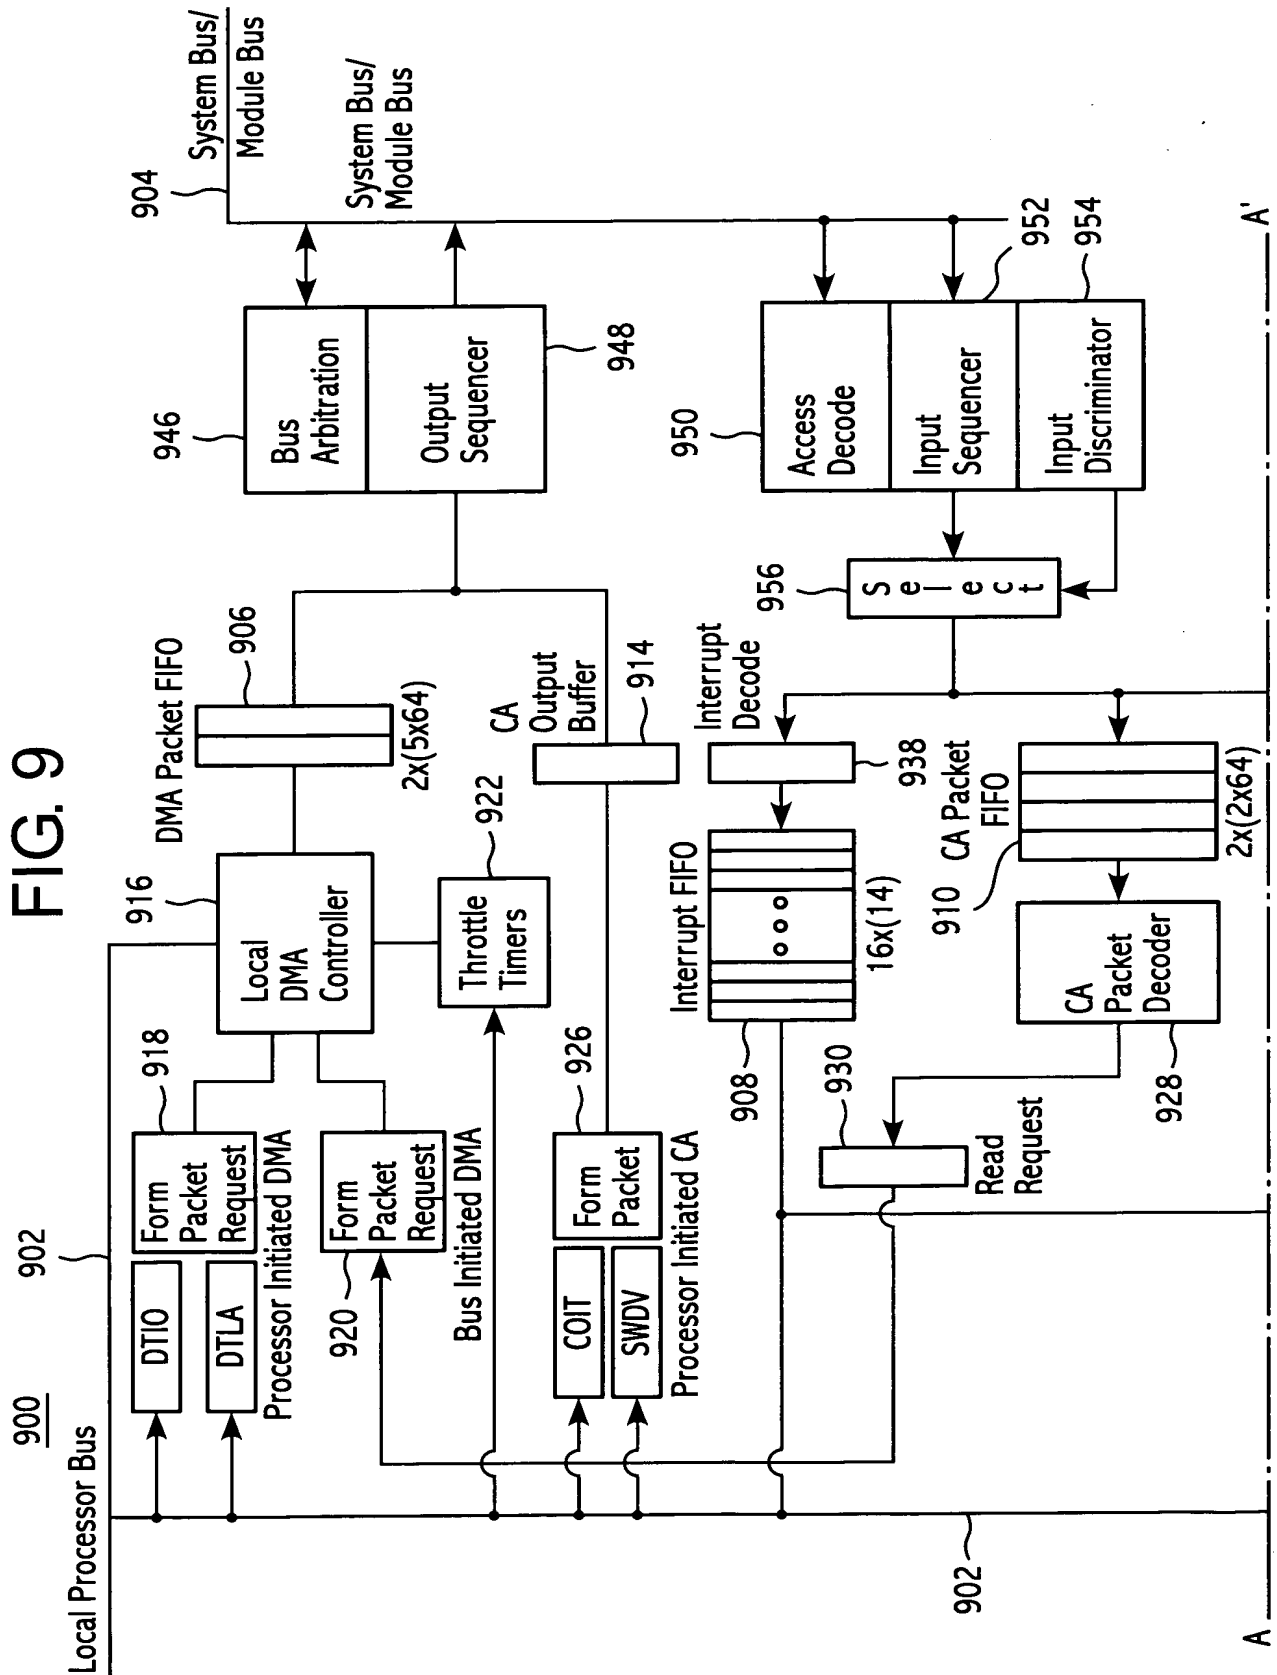 FIG. 9
900
Local Processor Bus
902
904
System Bus/
Module Bus
System Bus/
Module Bus
DTIO
DTLA
Form
Packet
Request
918
Processor Initiated DMA
916
Local
DMA
Controller
DMA Packet FIFO
906
2x(5x64)
946
Bus
Arbitration
Output
Sequencer
948
920
Form
Packet
Request
Bus Initiated DMA
Throttle
Timers
922
COIT
SWDV
Form
Packet
926
Processor Initiated CA
CA
Output
Buffer
914
Interrupt FIFO
908
16x(14)
Interrupt
Decode
938
956
Select
950
Access
Decode
Input
Sequencer
952
Input
Discriminator
954
930
Read
Request
910
CA Packet
FIFO
2x(2x64)
CA
Packet
Decoder
928
902
A
A'